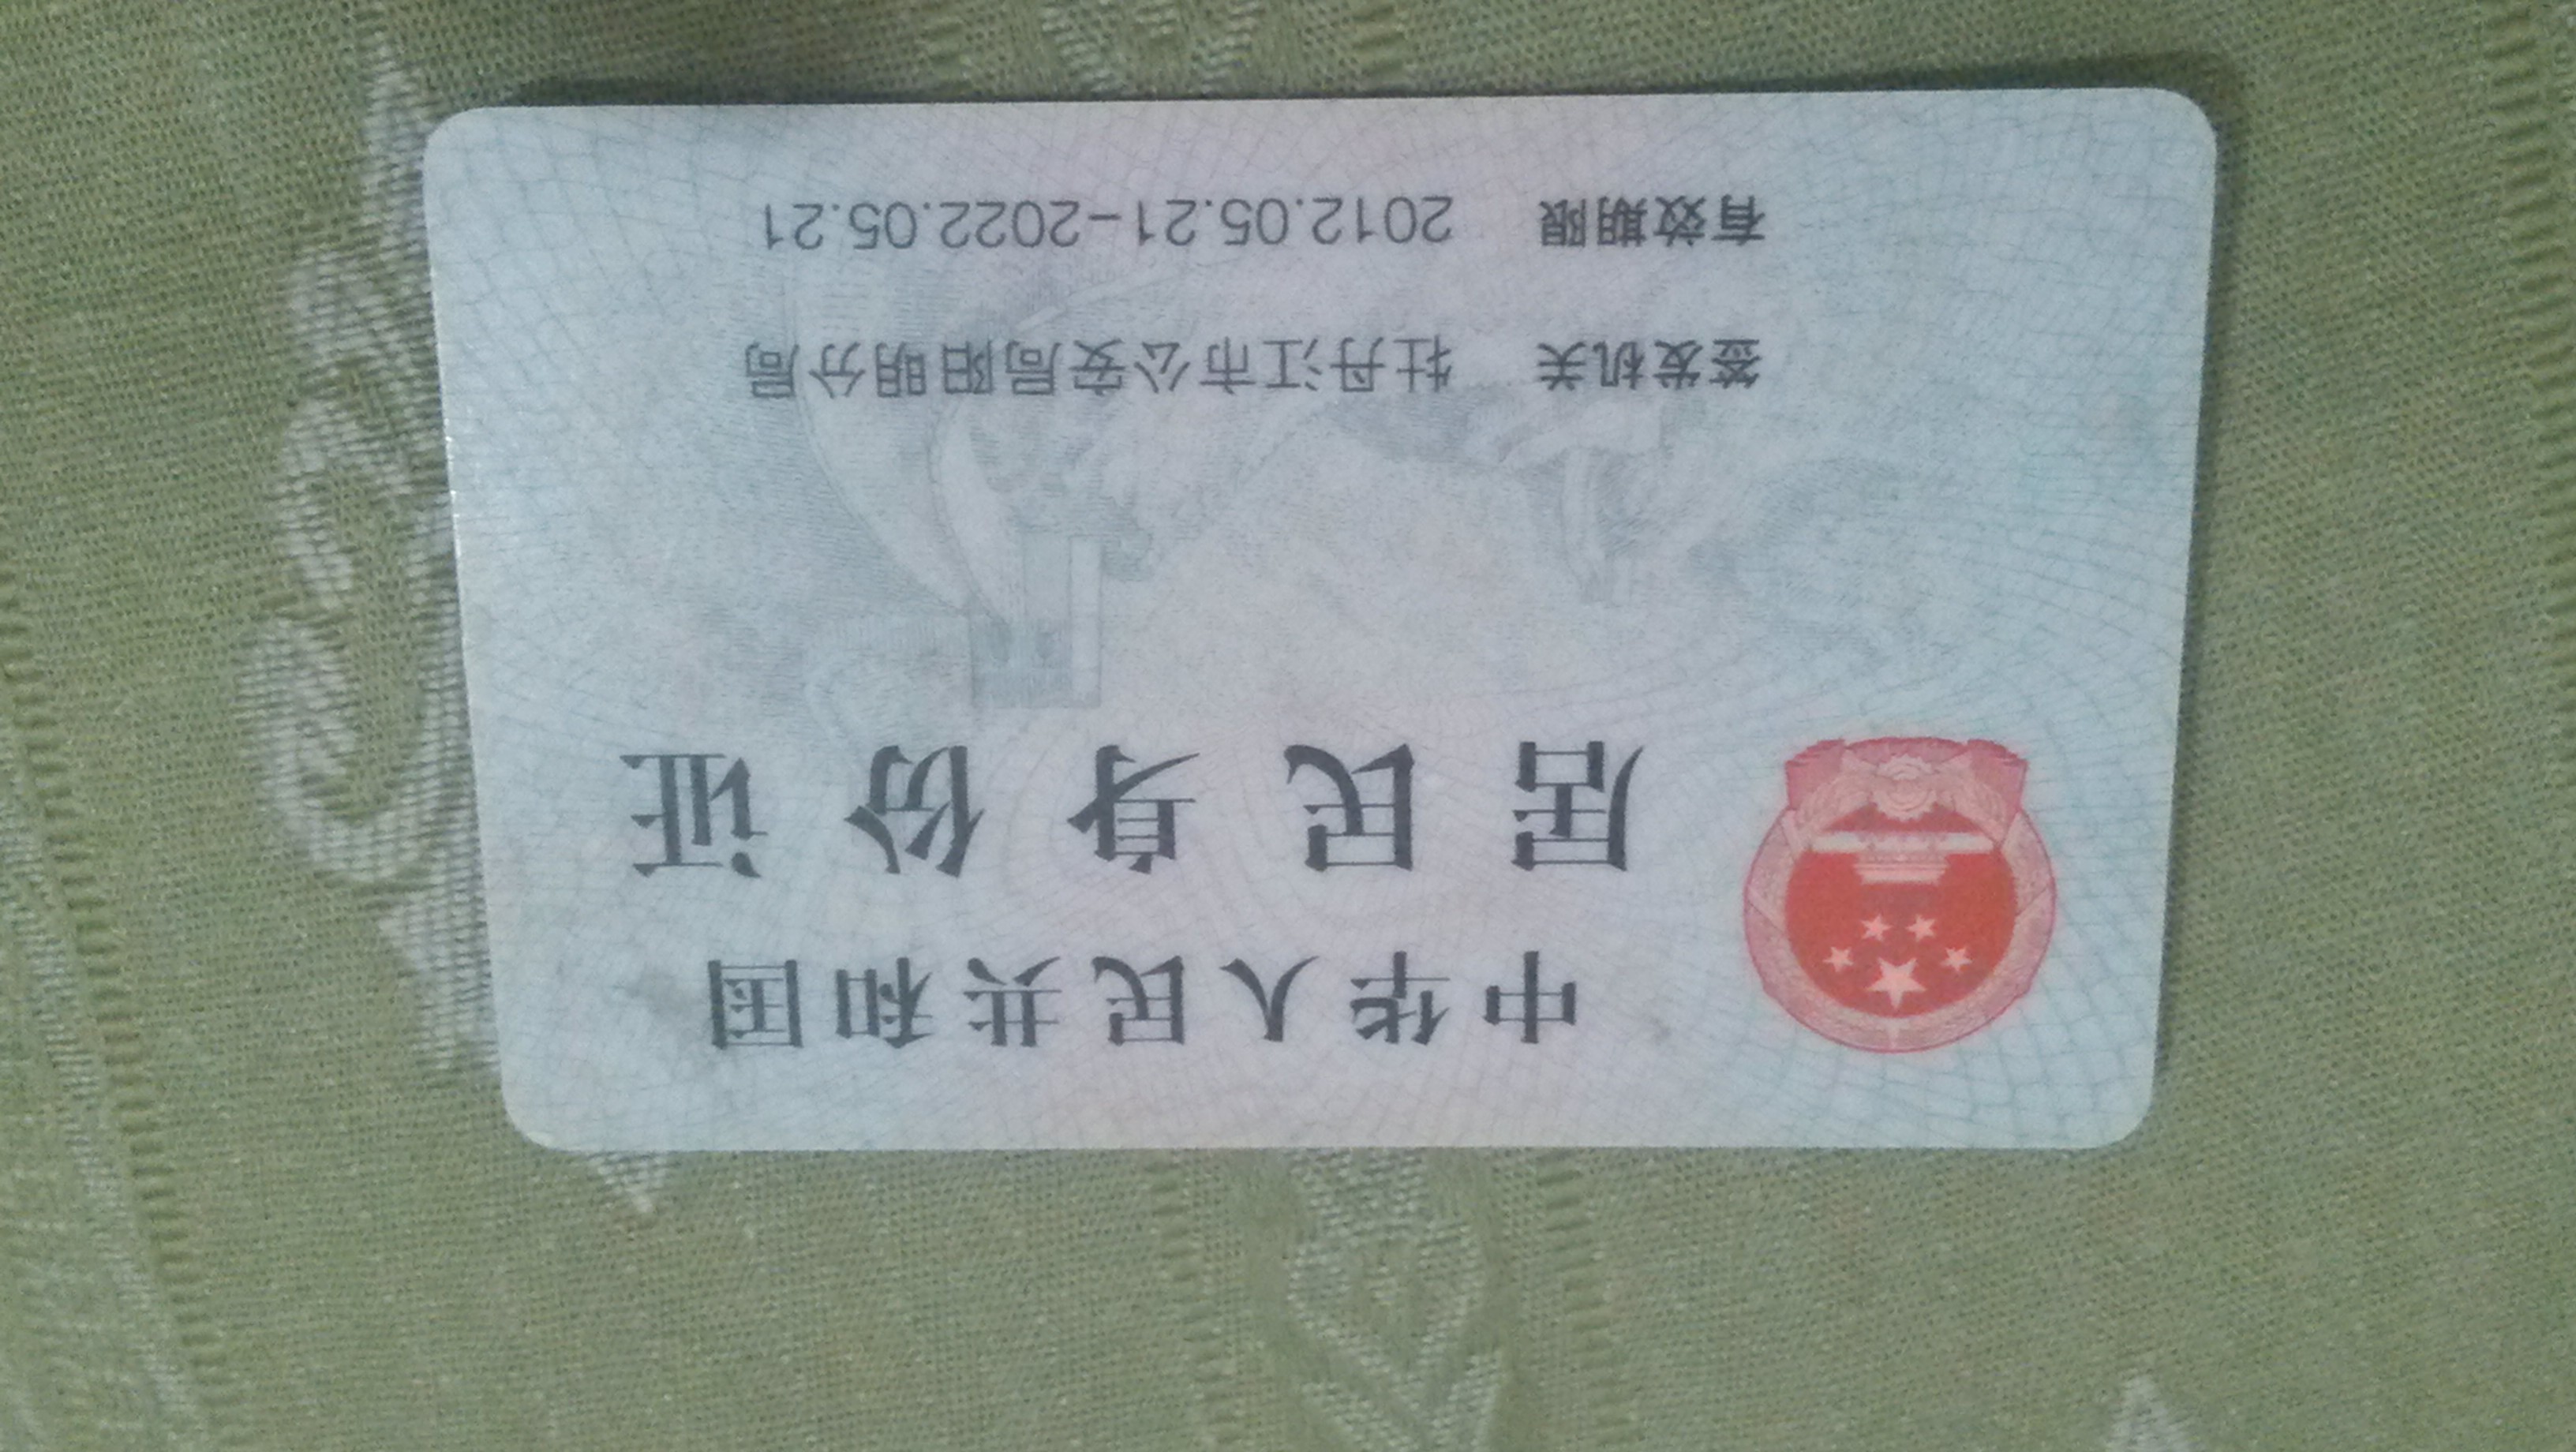 中华人民共和国
居民身份证
签发机关 牡丹江市公安局阳明分局
有效期限 2012.05.21-2022.05.21